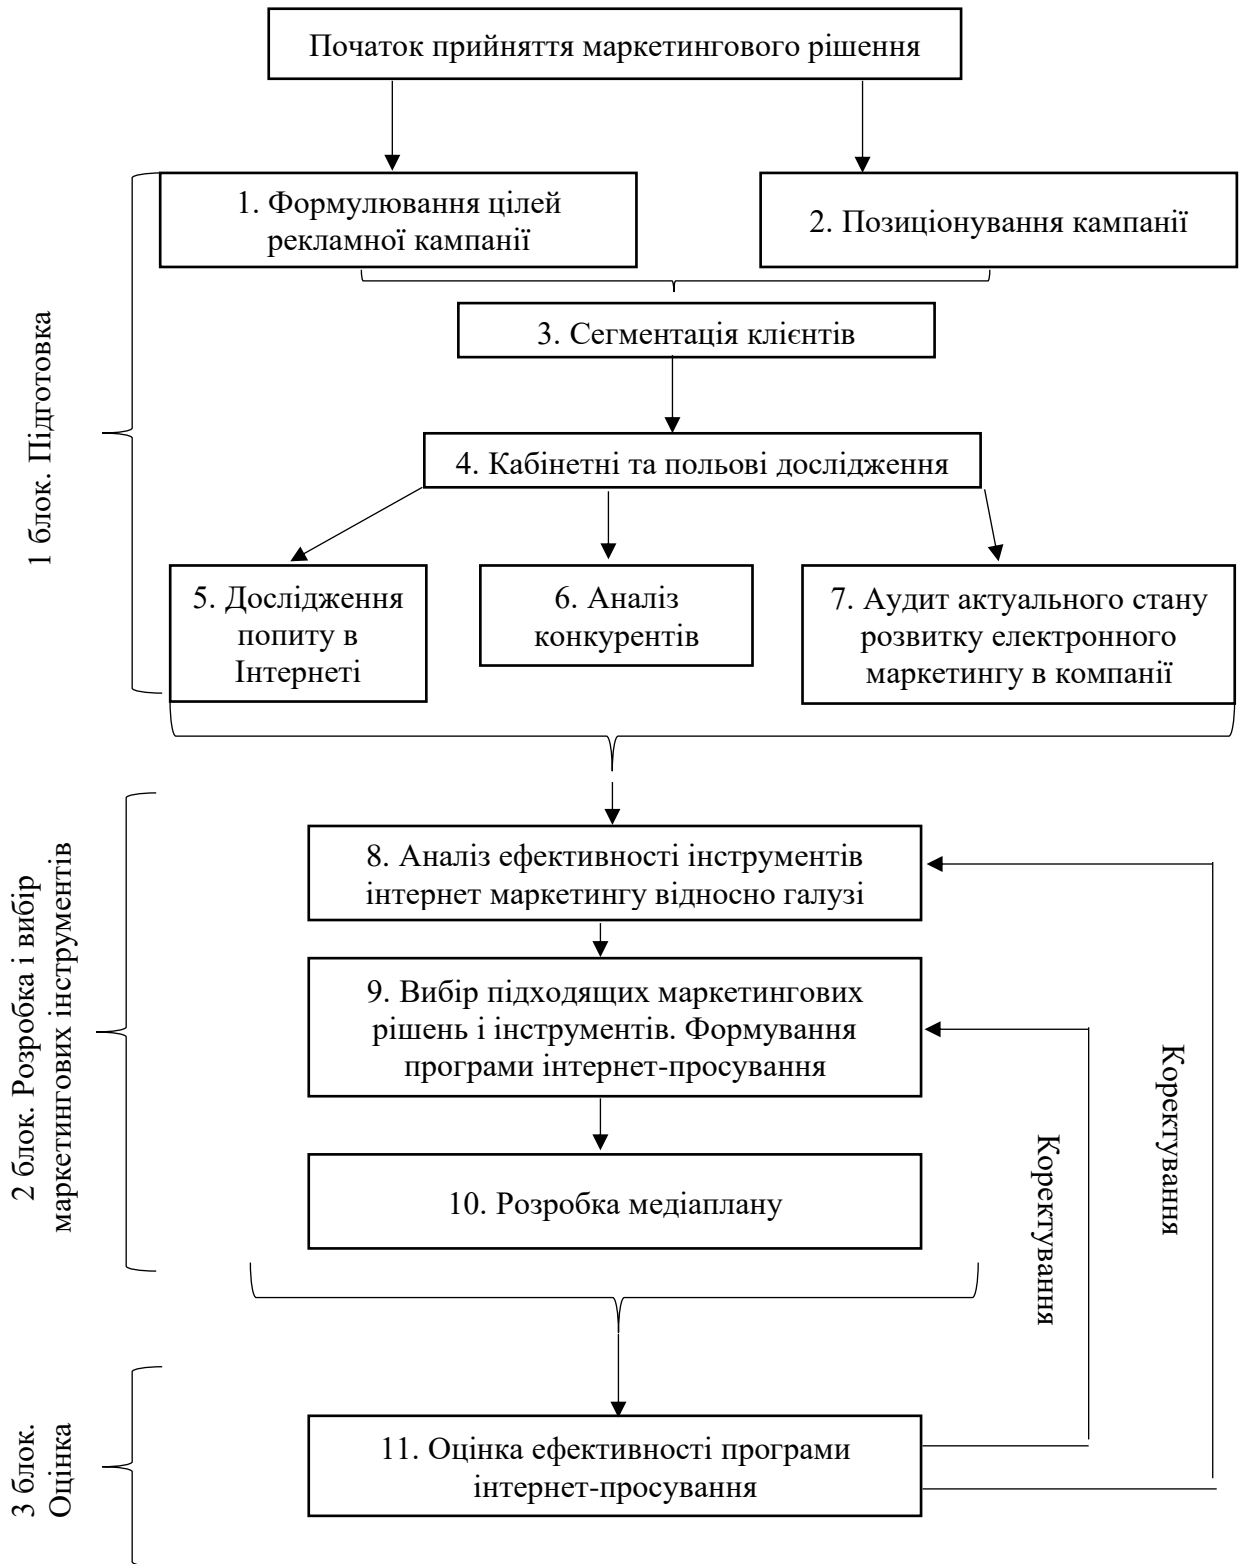 Початок прийняття маркетингового рішення
1. Формулювання цілей
рекламної кампанії
2. Позиціонування кампанії
3. Сегментація клієнтів
1 блок. Підготовка
4. Кабінетні та польові дослідження
5. Дослідження
попиту в
Інтернеті
6. Аналіз
конкурентів
7. Аудит актуального стану
розвитку електронного
маркетингу в компанії
2 блок. Розробка і вибір
маркетингових інструментів
8. Аналіз ефективності інструментів
інтернет маркетингу відносно галузі
9. Вибір підходящих маркетингових
рішень і інструментів. Формування
програми інтернет-просування
10. Розробка медіаплану
Коректування
Коректування
3 блок.
Оцінка
11. Оцінка ефективності програми
інтернет-просування